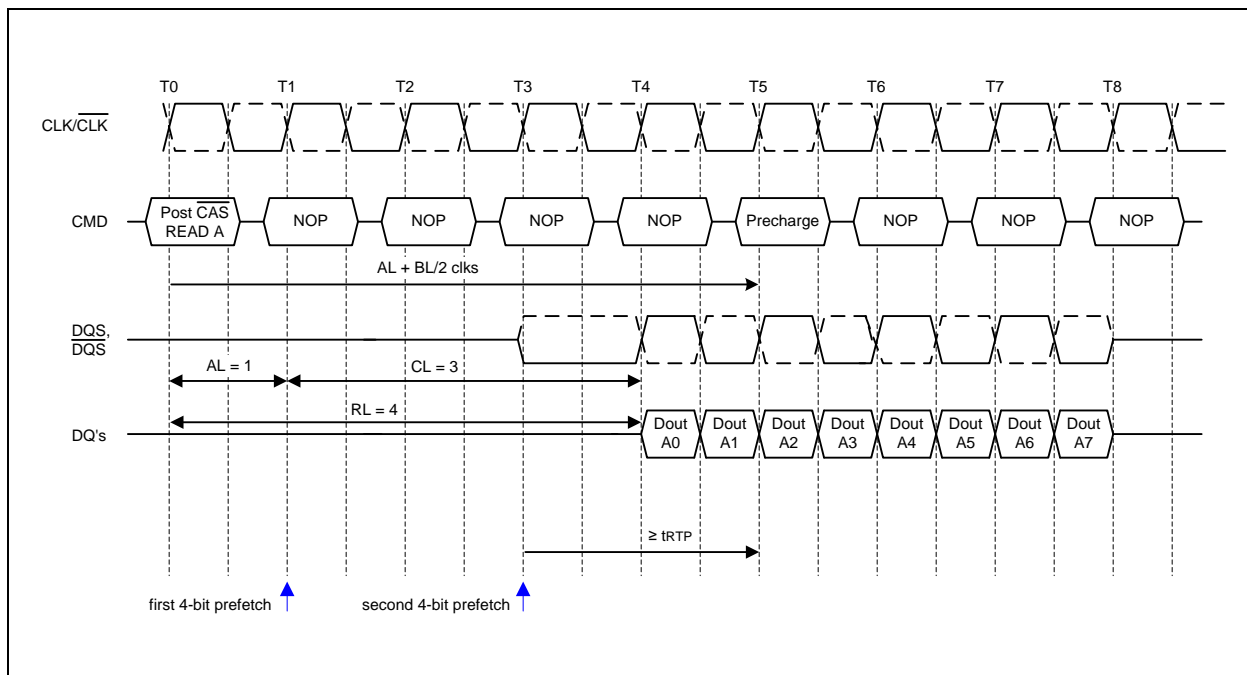 T0 T1 T2 T3 T4 T5 T6 T7 T8
CLK/CLK
CMD
Post CAS
READ A
NOP
NOP
NOP
NOP
Precharge
NOP
NOP
NOP
AL + BL/2 clks
DQS,
DQS
AL = 1
CL = 3
RL = 4
DQ's
Dout
A0
Dout
A1
Dout
A2
Dout
A3
Dout
A4
Dout
A5
Dout
A6
Dout
A7
≥ tRTP
first 4-bit prefetch
second 4-bit prefetch